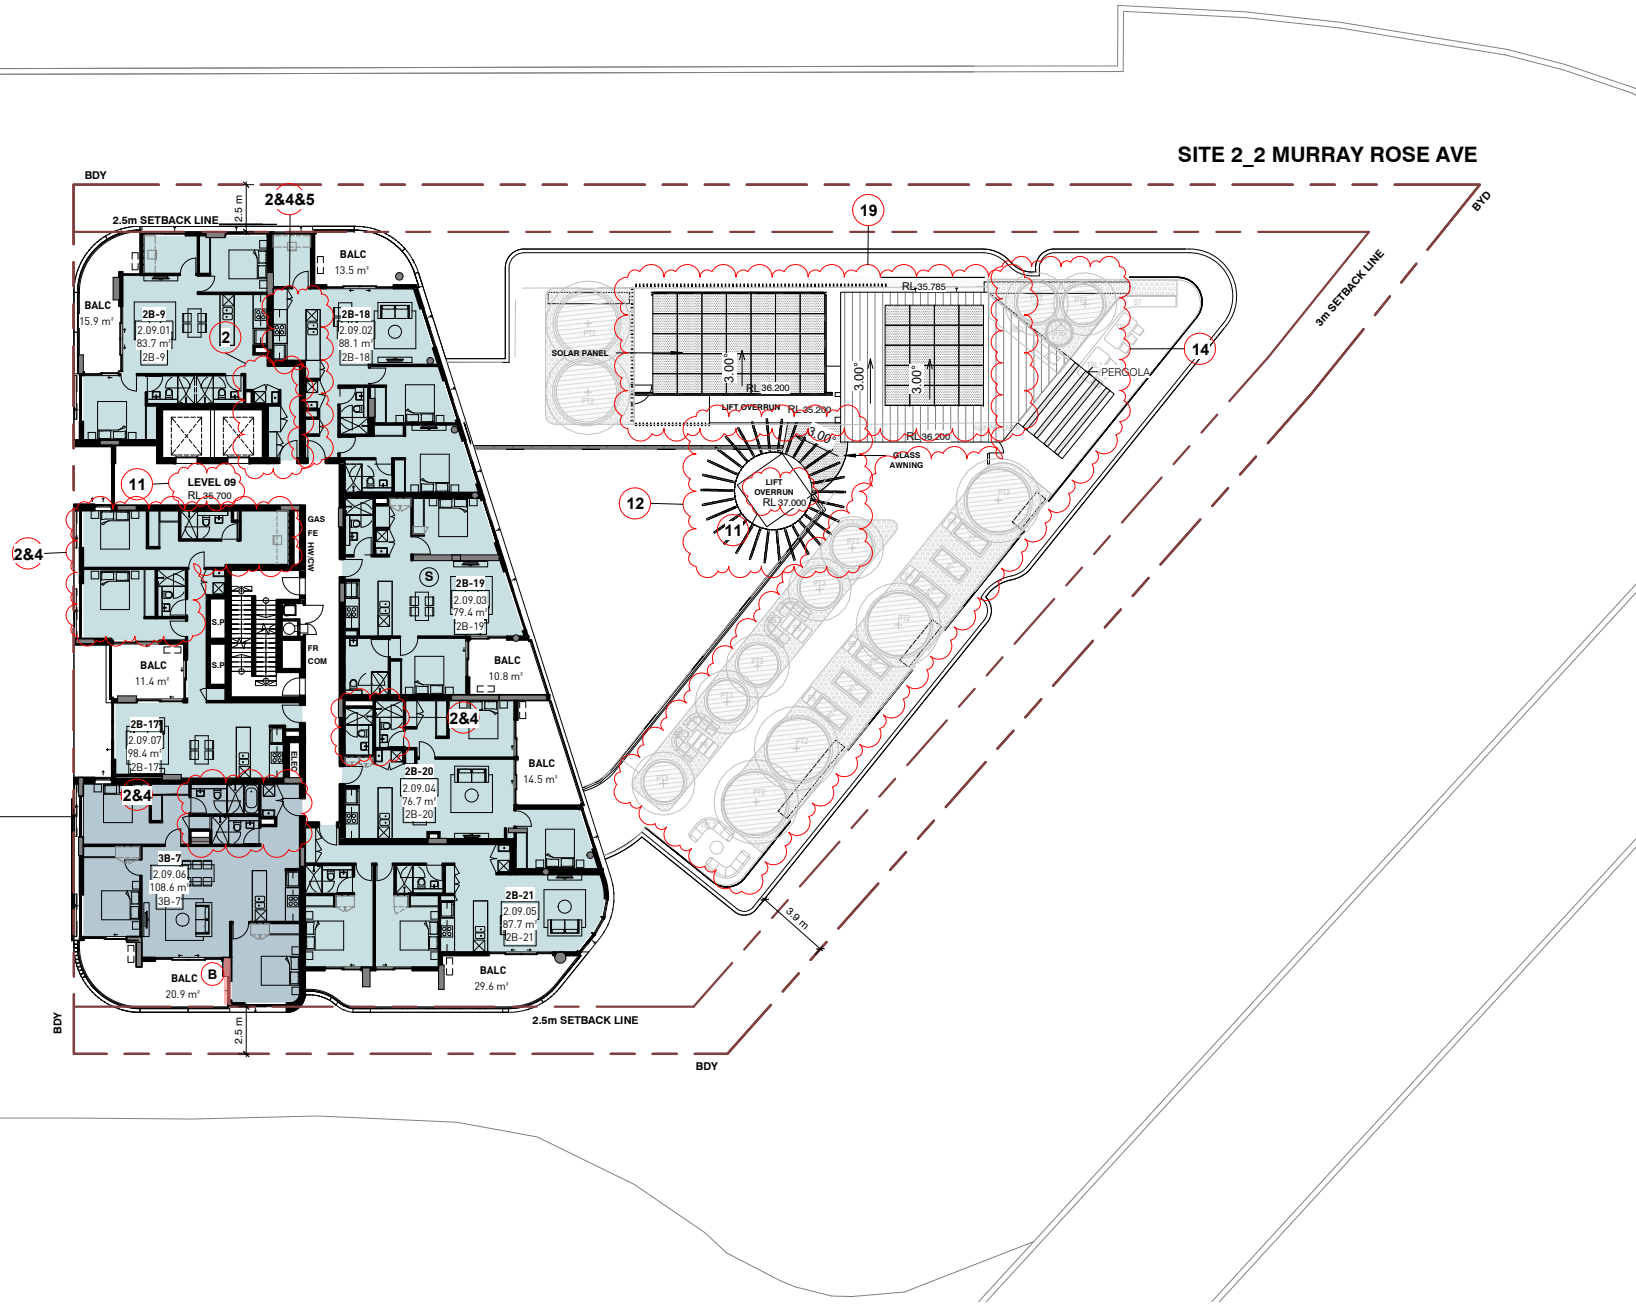 SITE 2_2 MURRAY ROSE AVE
BDY
BYD
2.5 m
2&4&5
2.5m SETBACK LINE
19
3m SETBACK LINE
BALC
13.5 m²
BALC
15.9 m²
2B-9
2.09.01
83.7 m²
2B-9
2
2B-18
2.09.02
88.1 m²
2B-18
RL 35.785
SOLAR PANEL
3.00°
3.00°
3.00°
RL 36.200
14
PERGOLA
LIFT OVERRUN
RL 35.200
3.00°
RL 36.200
GLASS
AWNING
11
LEVEL 09
RL 35.700
12
LIFT
OVERRUN
RL 37.000
11
2&4
GAS
FE
HW/CW
S
2B-19
2.09.03
79.4 m²
2B-19
S.P
S.P
FR
COM
BALC
11.4 m²
BALC
10.8 m²
2&4
2B-17
2.09.07
98.4 m²
2B-17
ELEC
2B-20
2.09.04
76.7 m²
2B-20
BALC
14.5 m²
2&4
3B-7
2.09.06
108.6 m²
3B-7
2B-21
2.09.05
87.7 m²
2B-21
3.9 m
BALC
20.9 m²
B
BALC
29.6 m²
2.5m SETBACK LINE
BDY
2.5 m
BDY